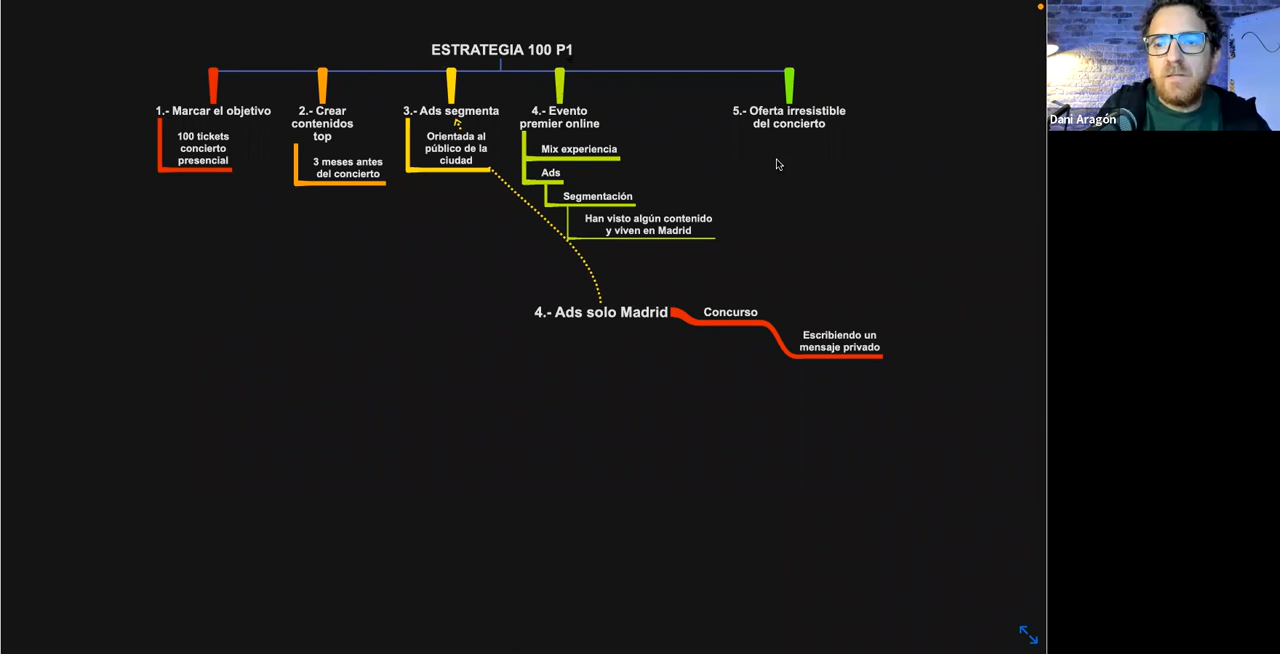 ESTRATEGIA 100 P1
1.- Marcar el objetivo
100 tickets
concierto
presencial
2.- Crear
contenidos
top
3 meses antes
del concierto
3.- Ads segmenta
Orientada al
público de la
ciudad
4.- Evento
premier online
Mix experiencia
Ads
Segmentación
Han visto algún contenido
y viven en Madrid
5.- Oferta irresistible
del concierto
4.- Ads solo Madrid
Concurso
Escribiendo un
mensaje privado
Dani Aragón